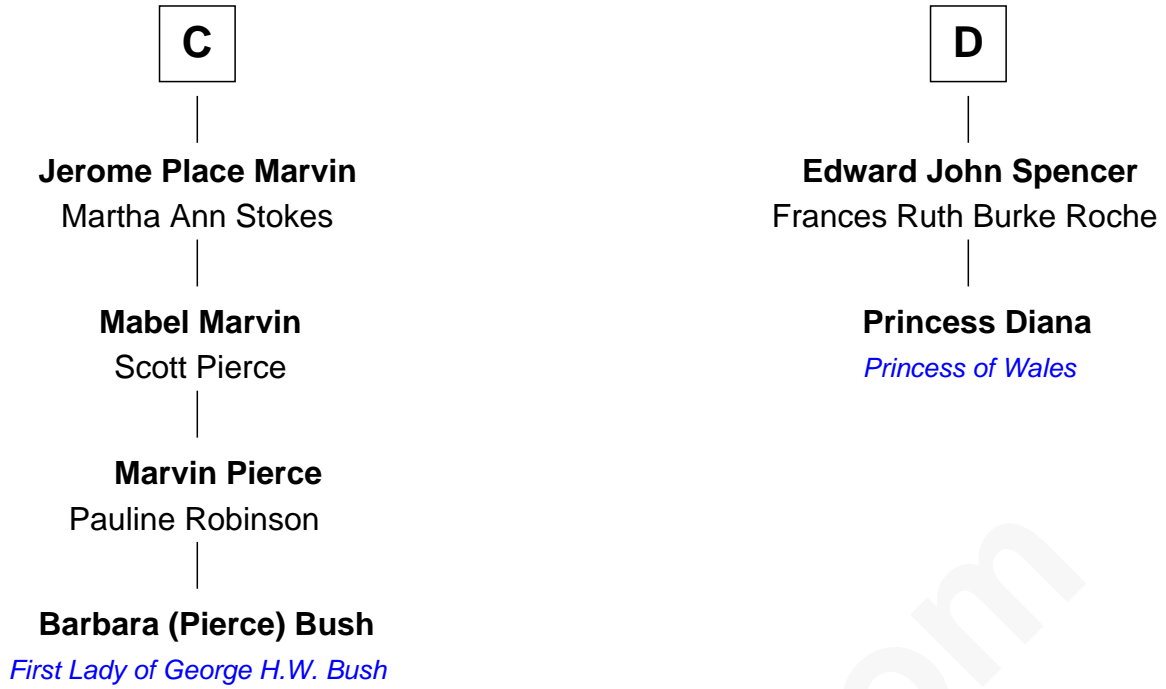 C
Jerome Place Marvin
Martha Ann Stokes
Mabel Marvin
Scott Pierce
Marvin Pierce
Pauline Robinson
Barbara (Pierce) Bush
First Lady of George H.W. Bush
D
Edward John Spencer
Frances Ruth Burke Roche
Princess Diana
Princess of Wales
om